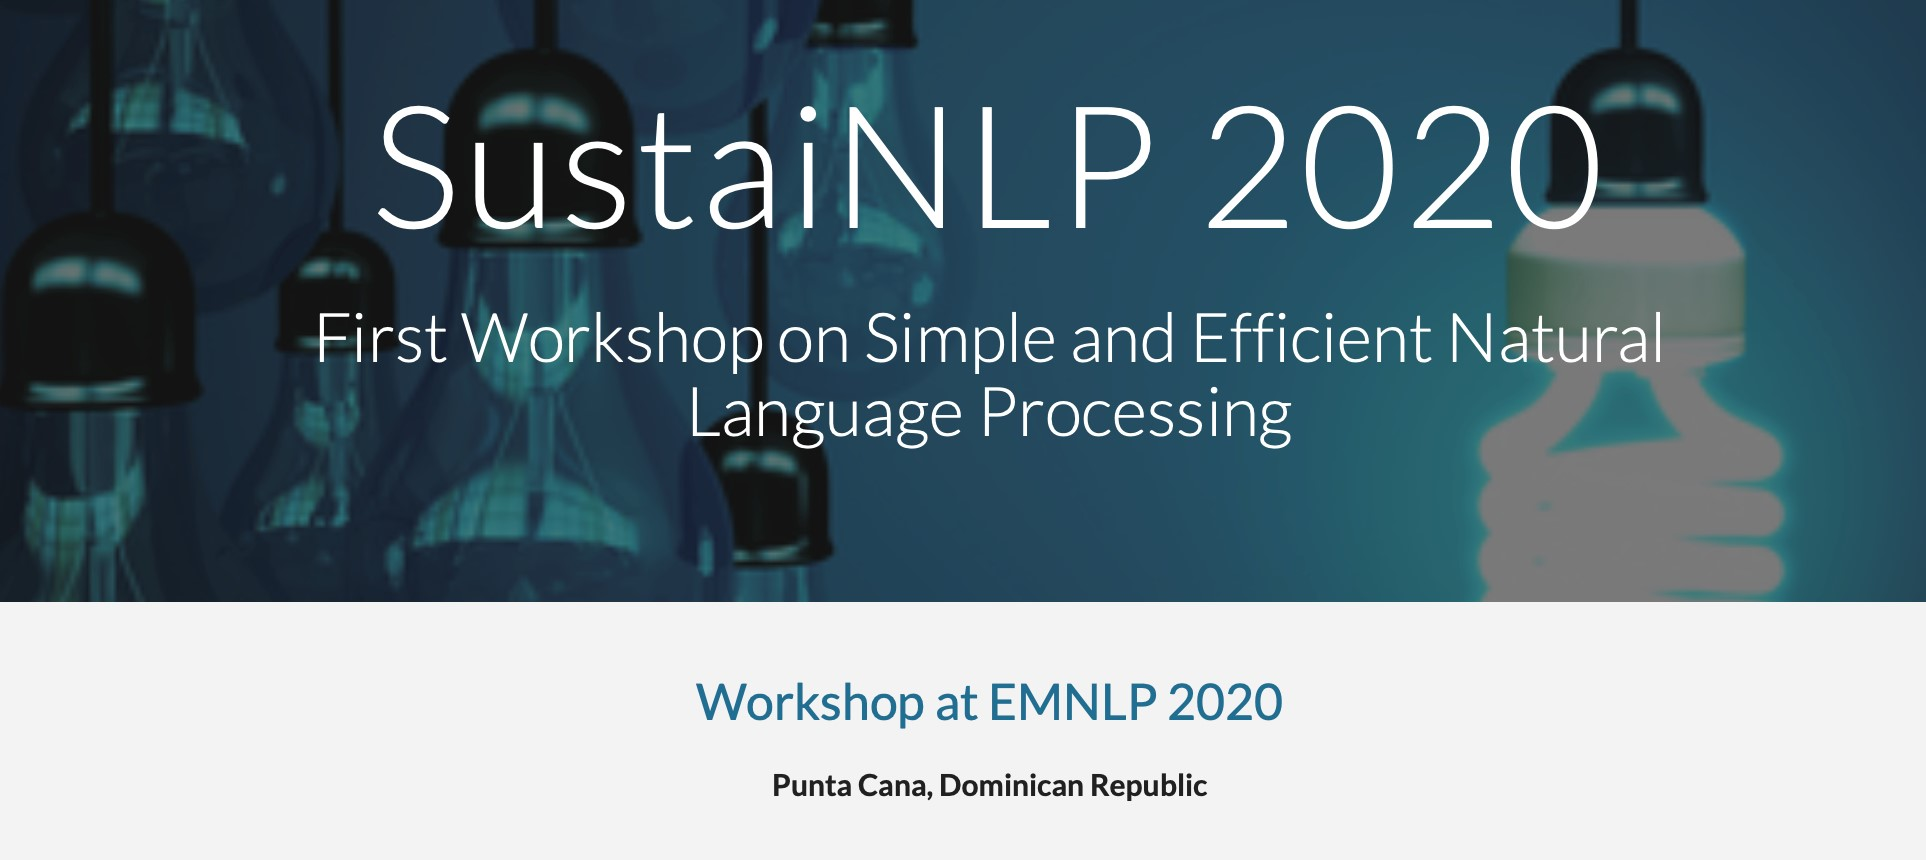 SustaiNLP 2020
First Workshop on Simple and Efficient Natural
Language Processing
Workshop at EMNLP 2020
Punta Cana, Dominican Republic